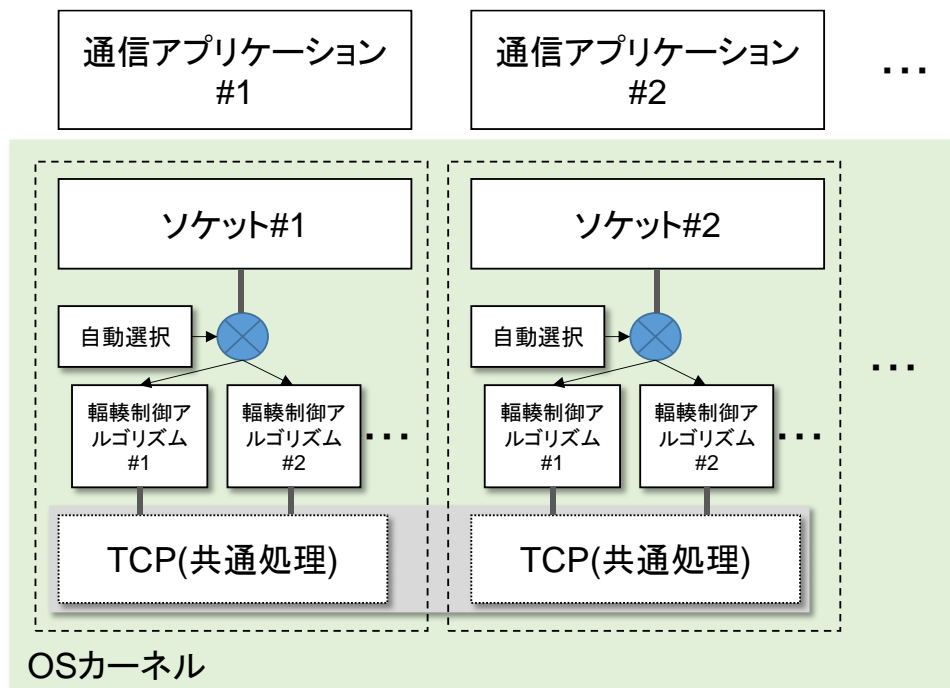 通信アプリケーション
#1
通信アプリケーション
#2
...
ソケット#1
ソケット#2
自動選択
自動選択
...
輻輳制御ア
ルゴリズム
#1
輻輳制御ア
ルゴリズム
#2
...
輻輳制御ア
ルゴリズム
#1
輻輳制御ア
ルゴリズム
#2
...
TCP(共通処理)
TCP(共通処理)
OSカーネル